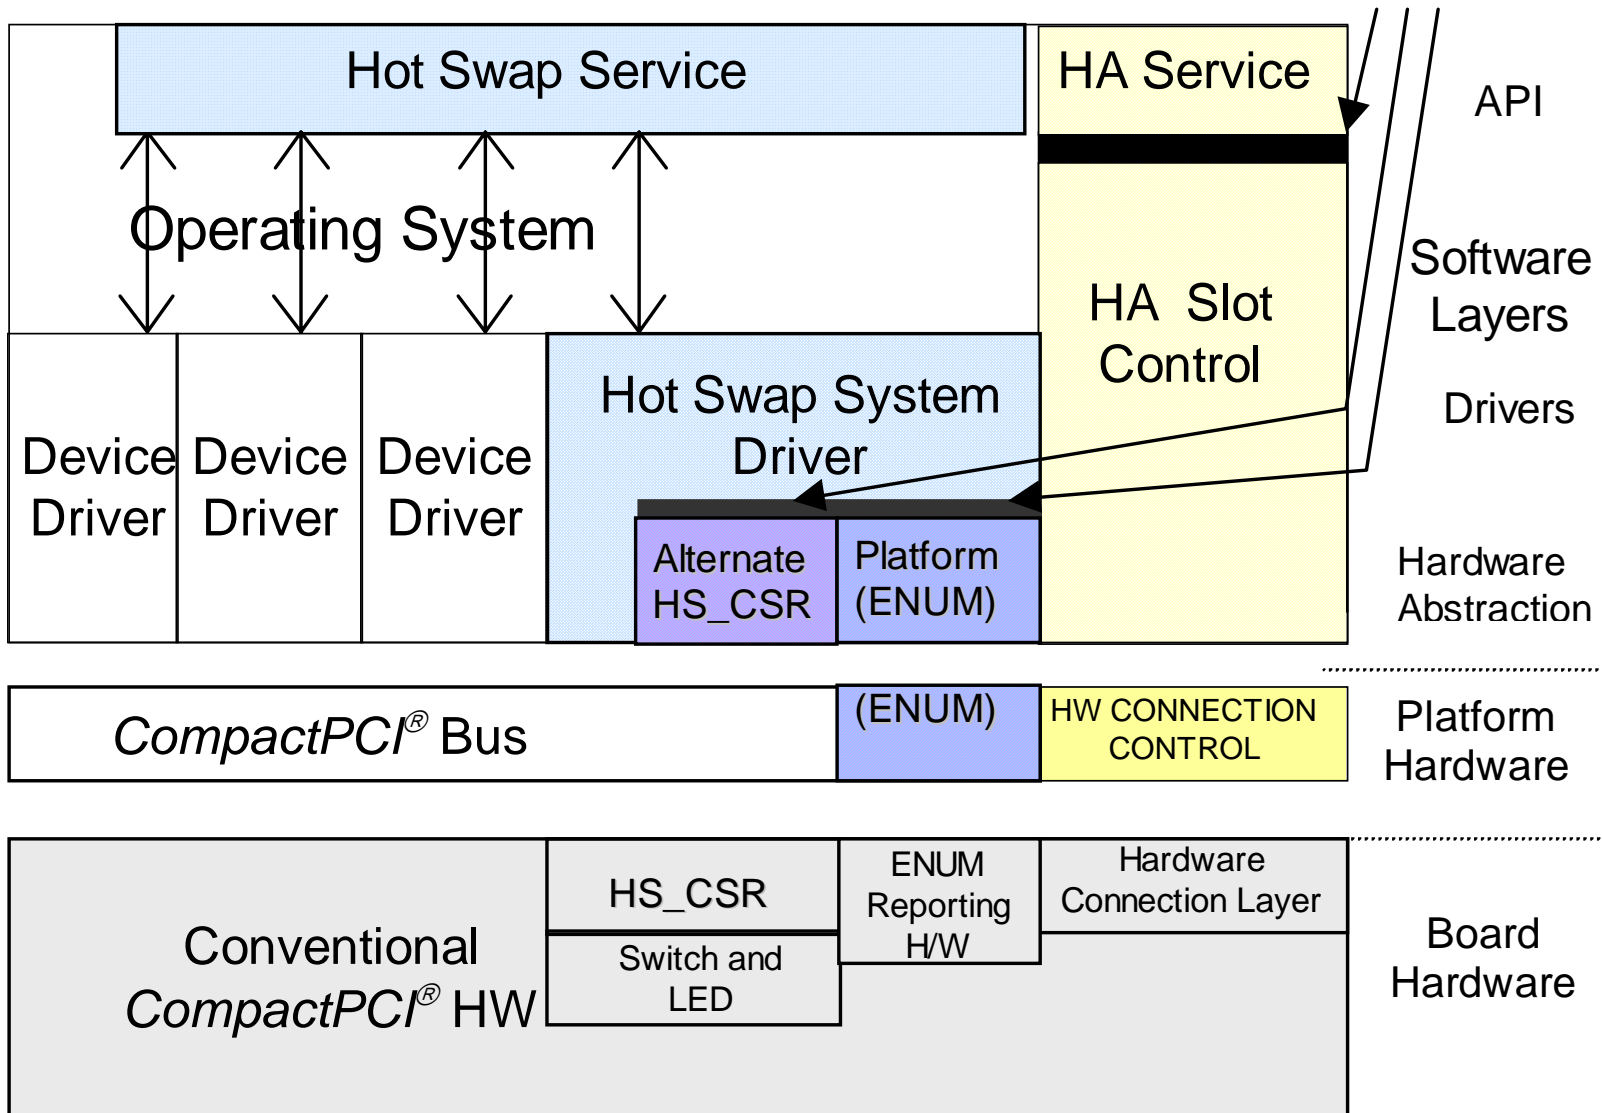 Hot Swap Service
HA Service
API
Operating System
Software
Layers
HA Slot
Control
Hot Swap System
Driver
Drivers
Device
Driver
Device
Driver
Device
Driver
Alternate
HS_CSR
Platform
(ENUM)
Hardware
Abstraction
CompactPCI® Bus
(ENUM)
HW CONNECTION
CONTROL
Platform
Hardware
Conventional
CompactPCI® HW
HS_CSR
Switch and
LED
ENUM
Reporting
H/W
Hardware
Connection Layer
Board
Hardware